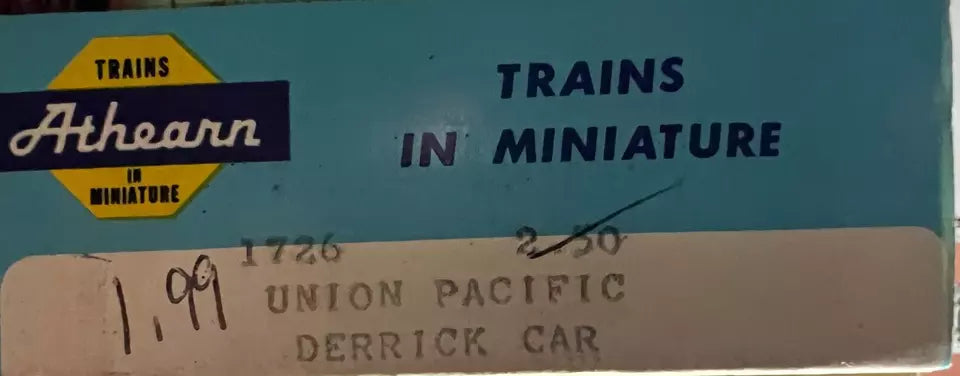 TRAINS
Athearn
IN
MINIATURE
TRAINS
IN MINIATURE
1726 2.50
1.99
UNION PACIFIC
DERRICK CAR